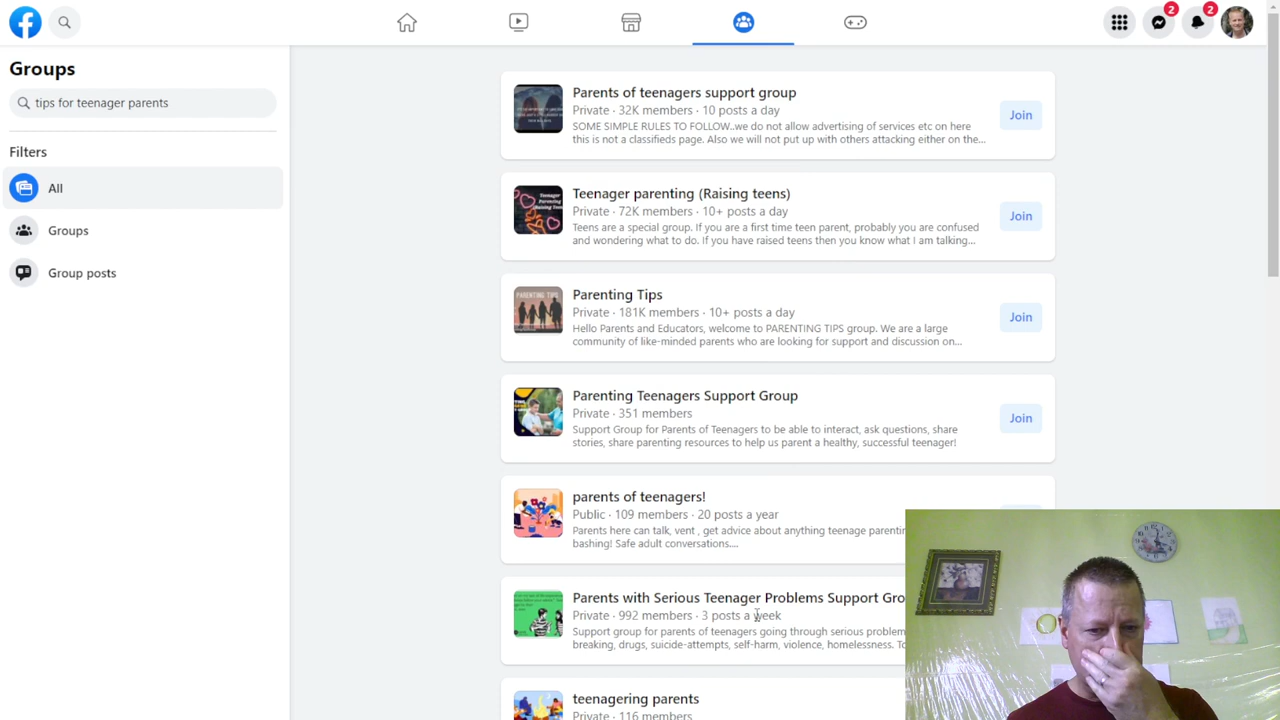 2
2
Groups
tips for teenager parents
Filters
All
Groups
Group posts
Parents of teenagers support group
Private · 32K members · 10 posts a day
SOME SIMPLE RULES TO FOLLOW..we do not allow advertising of services etc on here
this is not a classifieds page. Also we will not put up with others attacking either on the...
Join
Teenager parenting (Raising teens)
Private · 72K members · 10+ posts a day
Teens are a special group. If you are a first time teen parent, probably you are confused
and wondering what to do. If you have raised teens then you know what I am talking...
Join
Teenager
Parenting
Raising Teens
Parenting Tips
Private · 181K members · 10+ posts a day
Hello Parents and Educators, welcome to PARENTING TIPS group. We are a large
community of like-minded parents who are looking for support and discussion on...
Join
PARENTING TIPS
Parenting Teenagers Support Group
Private · 351 members
Support Group for Parents of Teenagers to be able to interact, ask questions, share
stories, share parenting resources to help us parent a healthy, successful teenager!
Join
parents of teenagers!
Public · 109 members · 20 posts a year
Parents here can talk, vent , get advice about anything teenage parenti
bashing! Safe adult conversations....
Parents with Serious Teenager Problems Support Gro
Private · 992 members · 3 posts a week
Support group for parents of teenagers going through serious problem
breaking, drugs, suicide-attempts, self-harm, violence, homelessness. To
teenagering parents
Private · 116 members